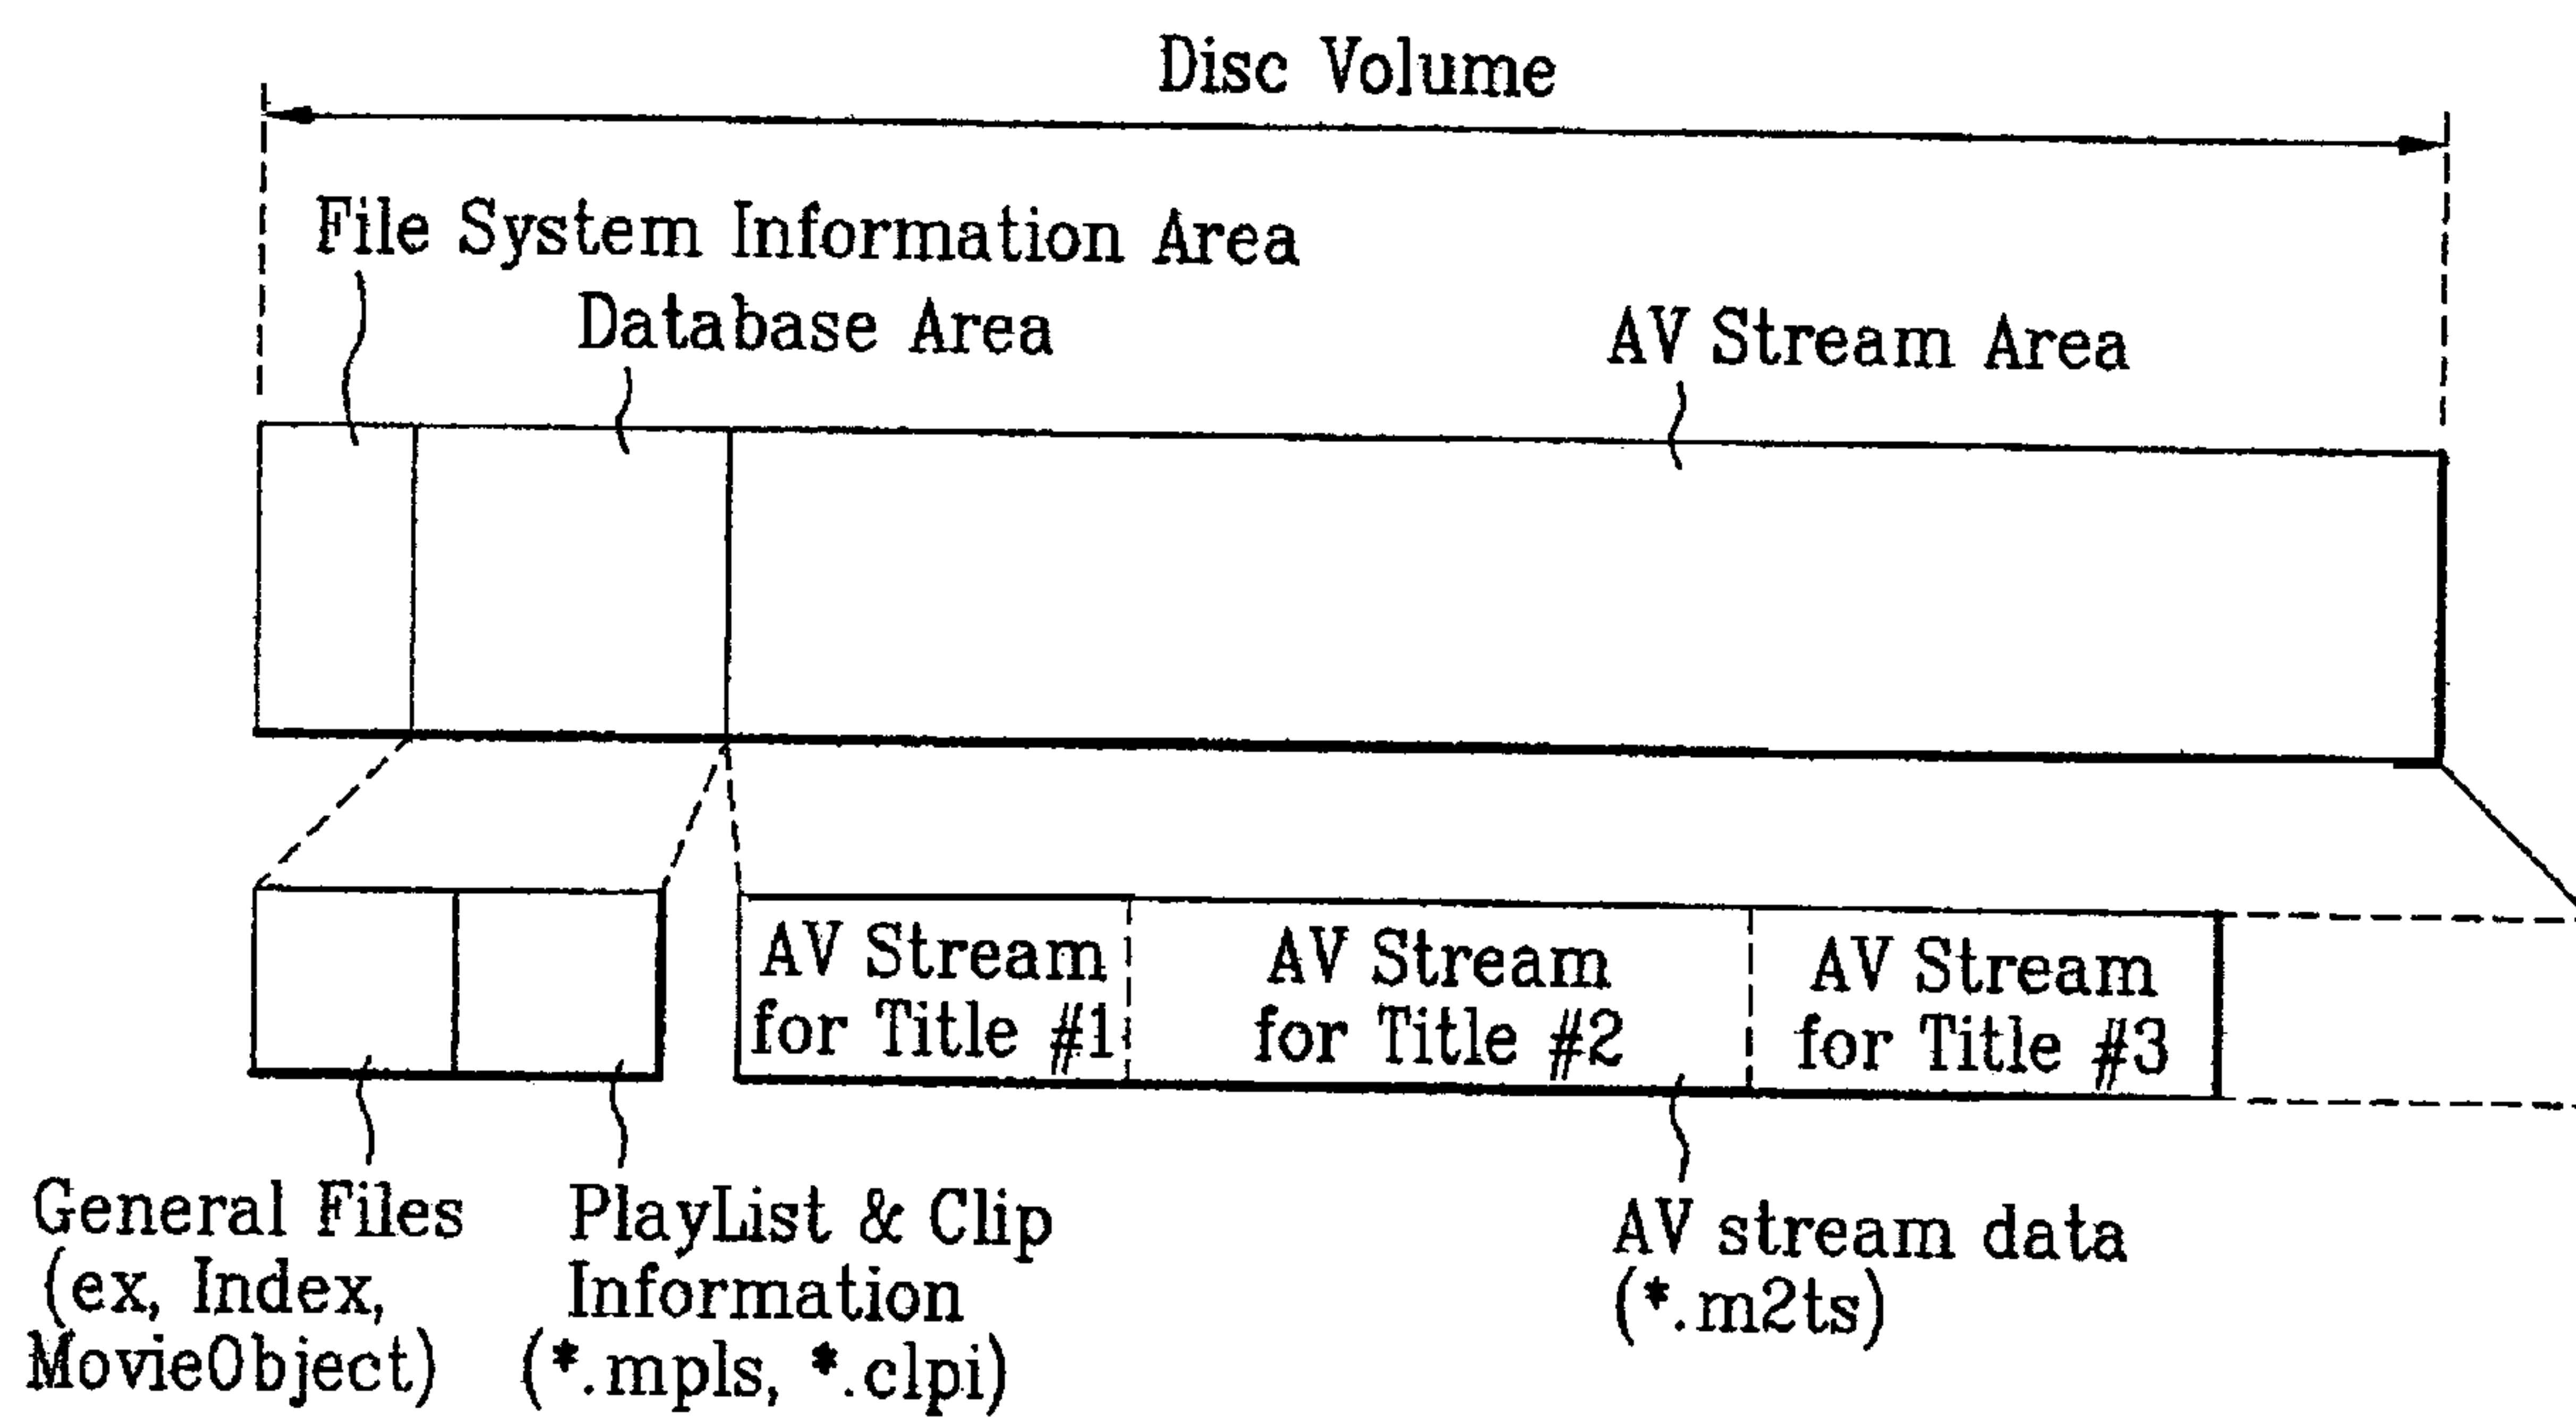 Disc Volume
File System Information Area
Database Area
AV Stream Area
AV Stream
for Title #1
AV Stream
for Title #2
AV Stream
for Title #3
General Files
(ex, Index,
MovieObject)
PlayList & Clip
Information
(*.mpls, *.clpi)
AV stream data
(*.m2ts)